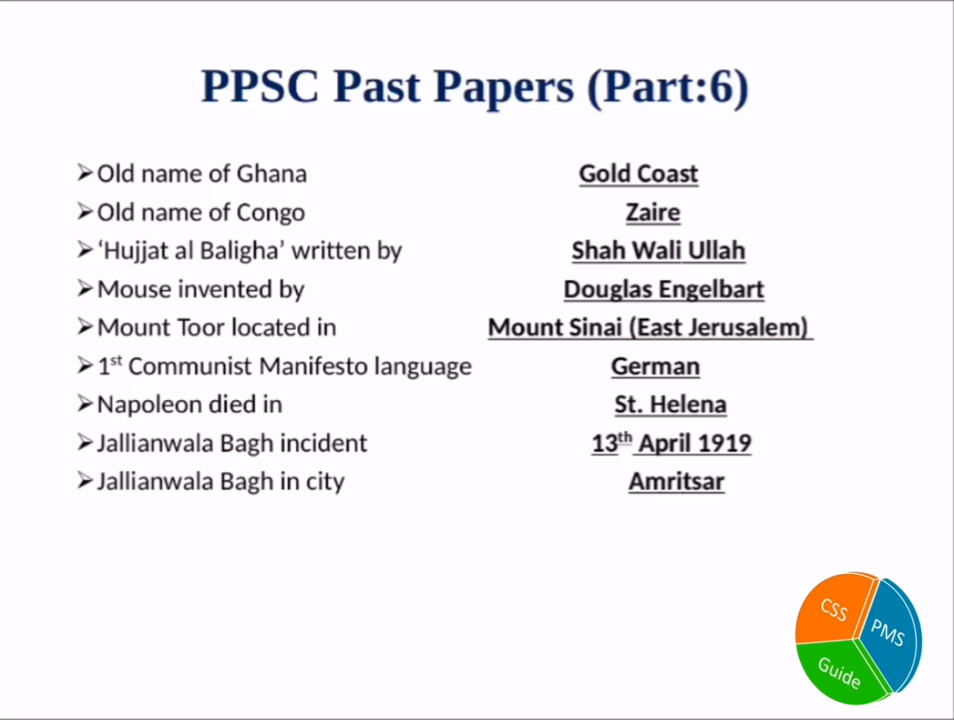 PPSC Past Papers (Part:6)
➢Old name of Ghana Gold Coast
➢Old name of Congo Zaire
➢‘Hujjat al Baligha’ written by Shah Wali Ullah
➢Mouse invented by Douglas Engelbart
➢Mount Toor located in Mount Sinai (East Jerusalem)
➢1st Communist Manifesto language German
➢Napoleon died in St. Helena
➢Jallianwala Bagh incident 13th April 1919
➢Jallianwala Bagh in city Amritsar
CSS
PMS
Guide